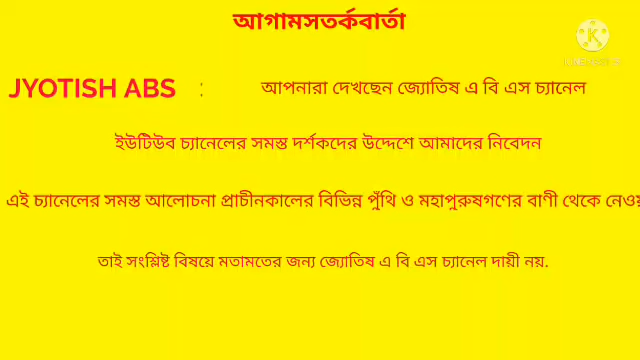 আগামসতর্কবার্তা
JYOTISH ABS : আপনারা দেখছেন জ্যোতিষ এ বি এস চ্যানেল
ইউটিউব চ্যানেলের সমস্ত দর্শকদের উদ্দেশে আমাদের নিবেদন
এই চ্যানেলের সমস্ত আলোচনা প্রাচীনকালের বিভিন্ন পুঁথি ও মহাপুরুষগণের বাণী থেকে
তাই সংশ্লিষ্ট বিষয়ে মতামতের জন্য জ্যোতিষ এ বি এস চ্যানেল দায়ী নয়.